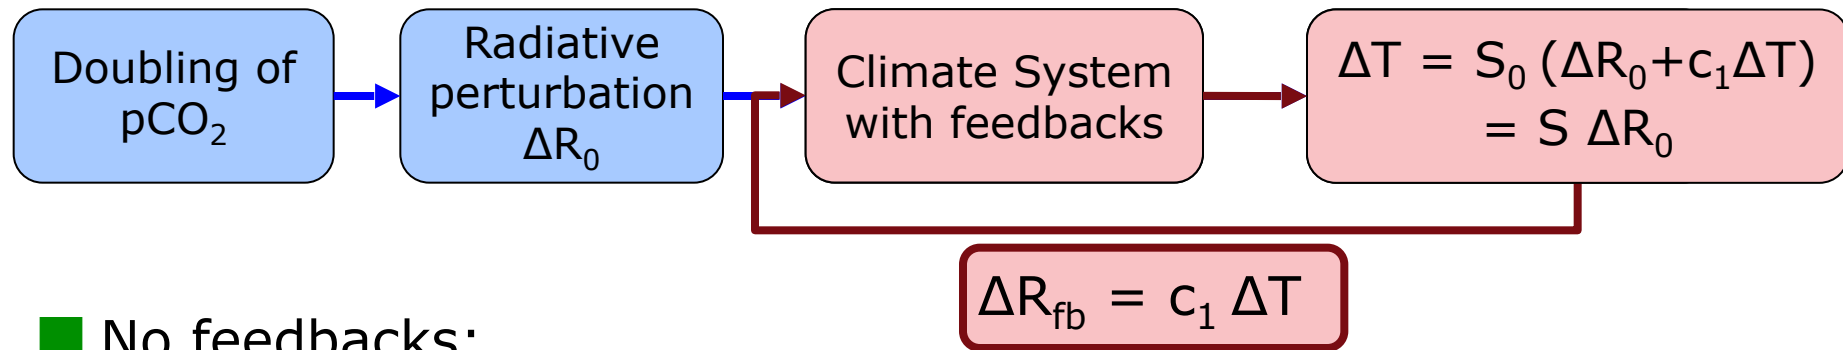 Doubling of
pCO₂
Radiative
perturbation
ΔR₀
Climate System
with feedbacks
ΔT = S₀ (ΔR₀+c₁ΔT)
= S ΔR₀
ΔR_fb = c₁ ΔT
No feedbacks: